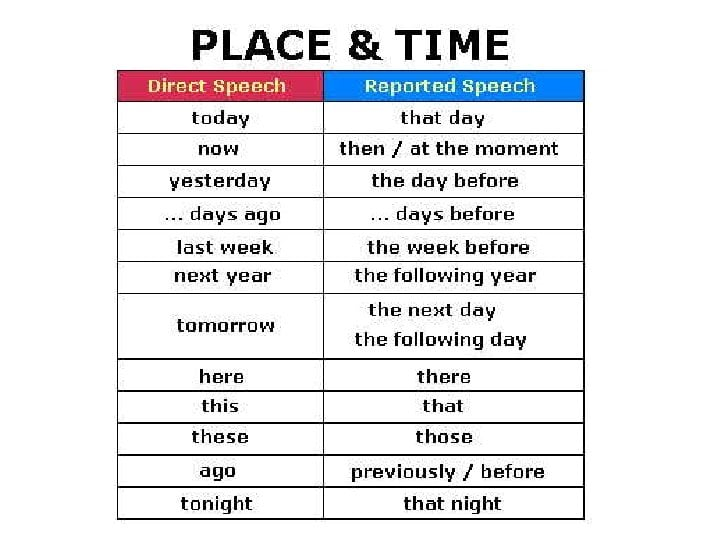 PLACE & TIME
Direct Speech Reported Speech
today that day
now then / at the moment
yesterday the day before
... days ago ... days before
last week the week before
next year the following year
tomorrow the next day
the following day
here there
this that
these those
ago previously / before
tonight that night